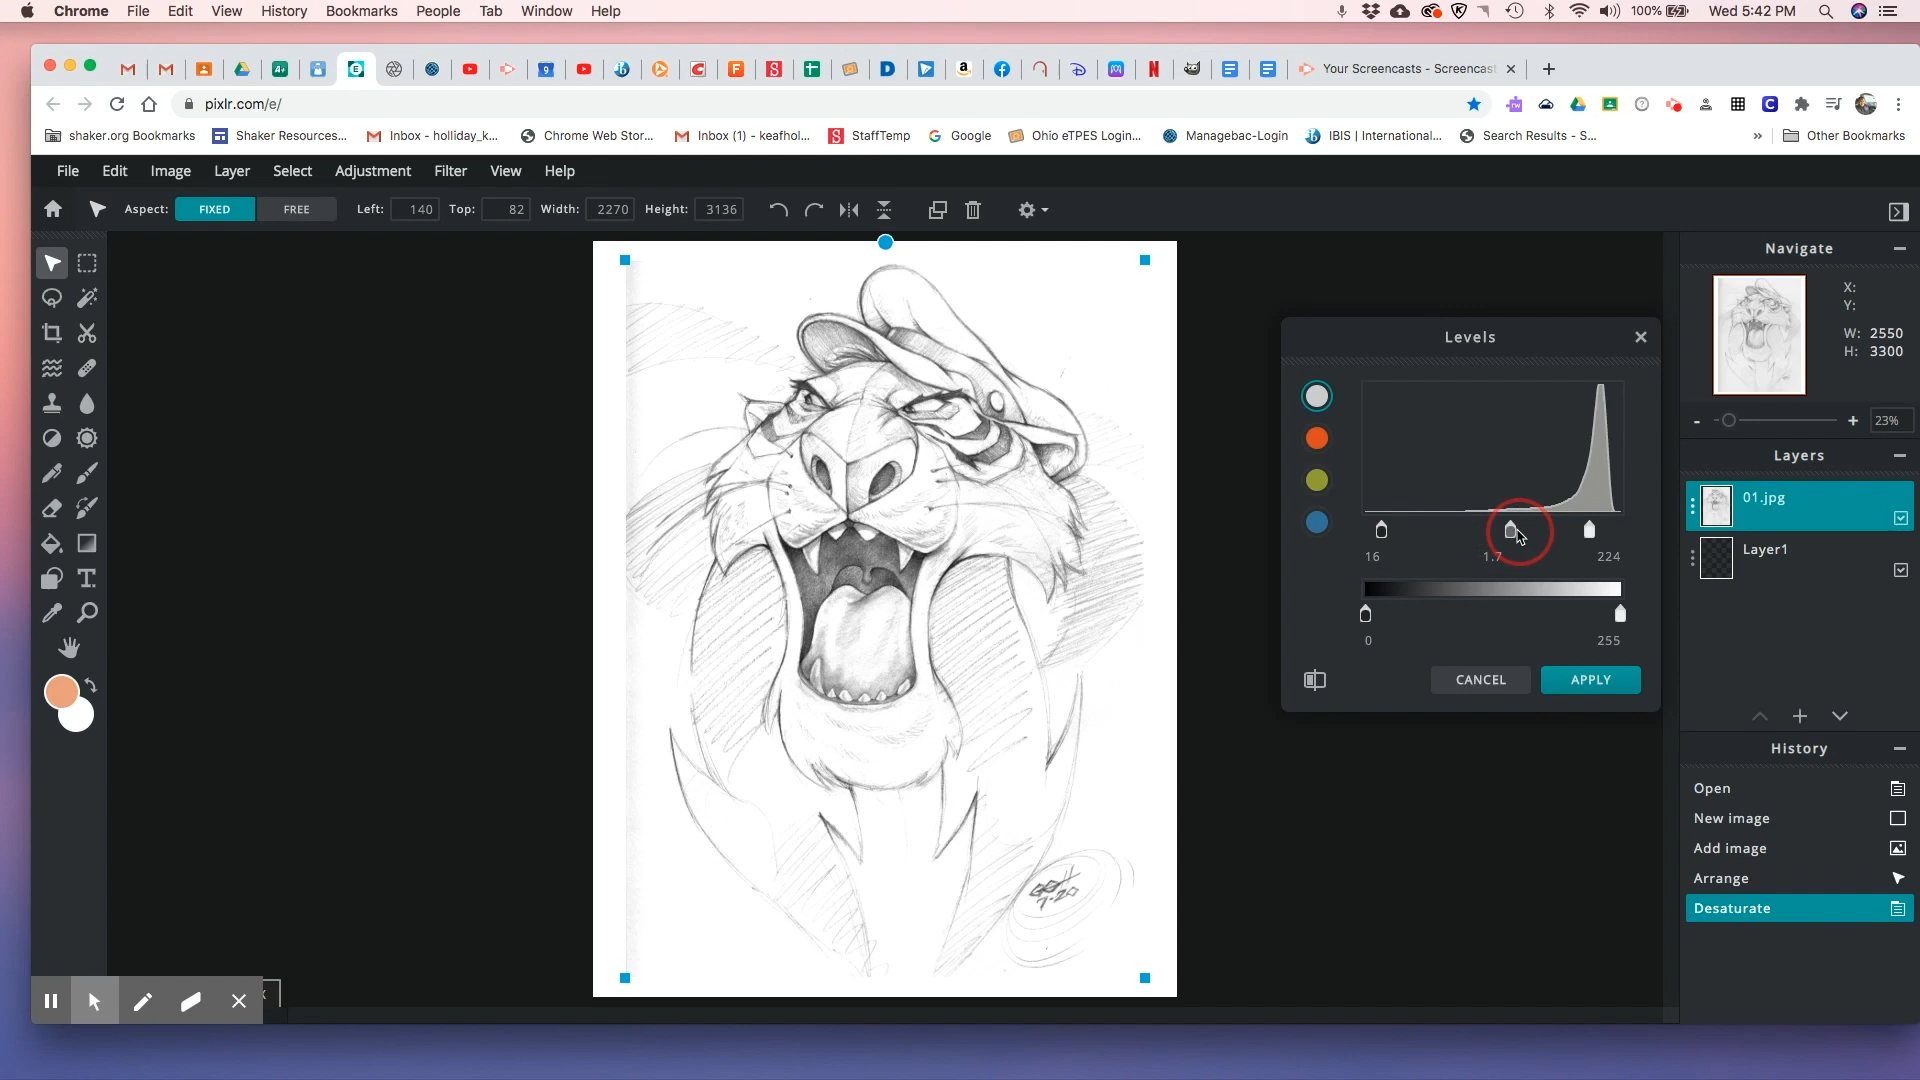 Chrome File Edit View History Bookmarks People Tab Window Help 100% Wed 5:42 PM
Your Screencasts - Screencast
pixlr.com/e/
shaker.org Bookmarks Shaker Resources... Inbox - holliday_k... Chrome Web Stor... Inbox (1) - keafhol... StaffTemp Google Ohio eTPES Login... Managebac-Login IBIS | International... Search Results - S... » Other Bookmarks
File Edit Image Layer Select Adjustment Filter View Help
Aspect: FIXED FREE Left: 140 Top: 82 Width: 2270 Height: 3136
Navigate
X:
Y:
W: 2550
H: 3300
- + 23%
Levels
16 1.7 224
0 255
CANCEL APPLY
Layers
01.jpg
Layer1
History
Open
New image
Add image
Arrange
Desaturate
7-20